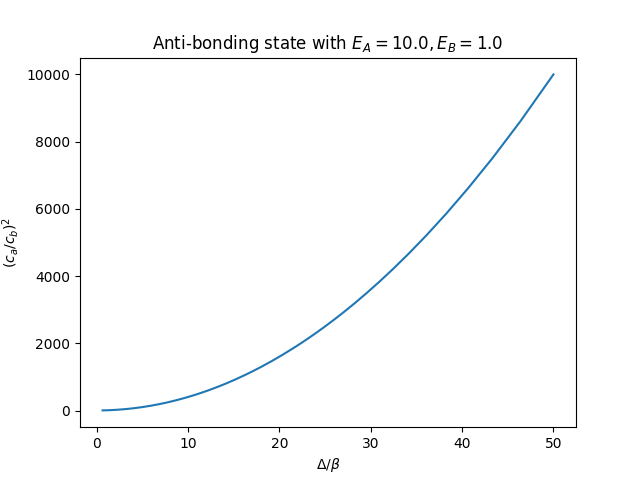 Anti-bonding state with $E_A = 10.0, E_B = 1.0$
10000
8000
6000
4000
2000
0
$(c_a/c_b)^2$
0 10 20 30 40 50
$\Delta/\beta$